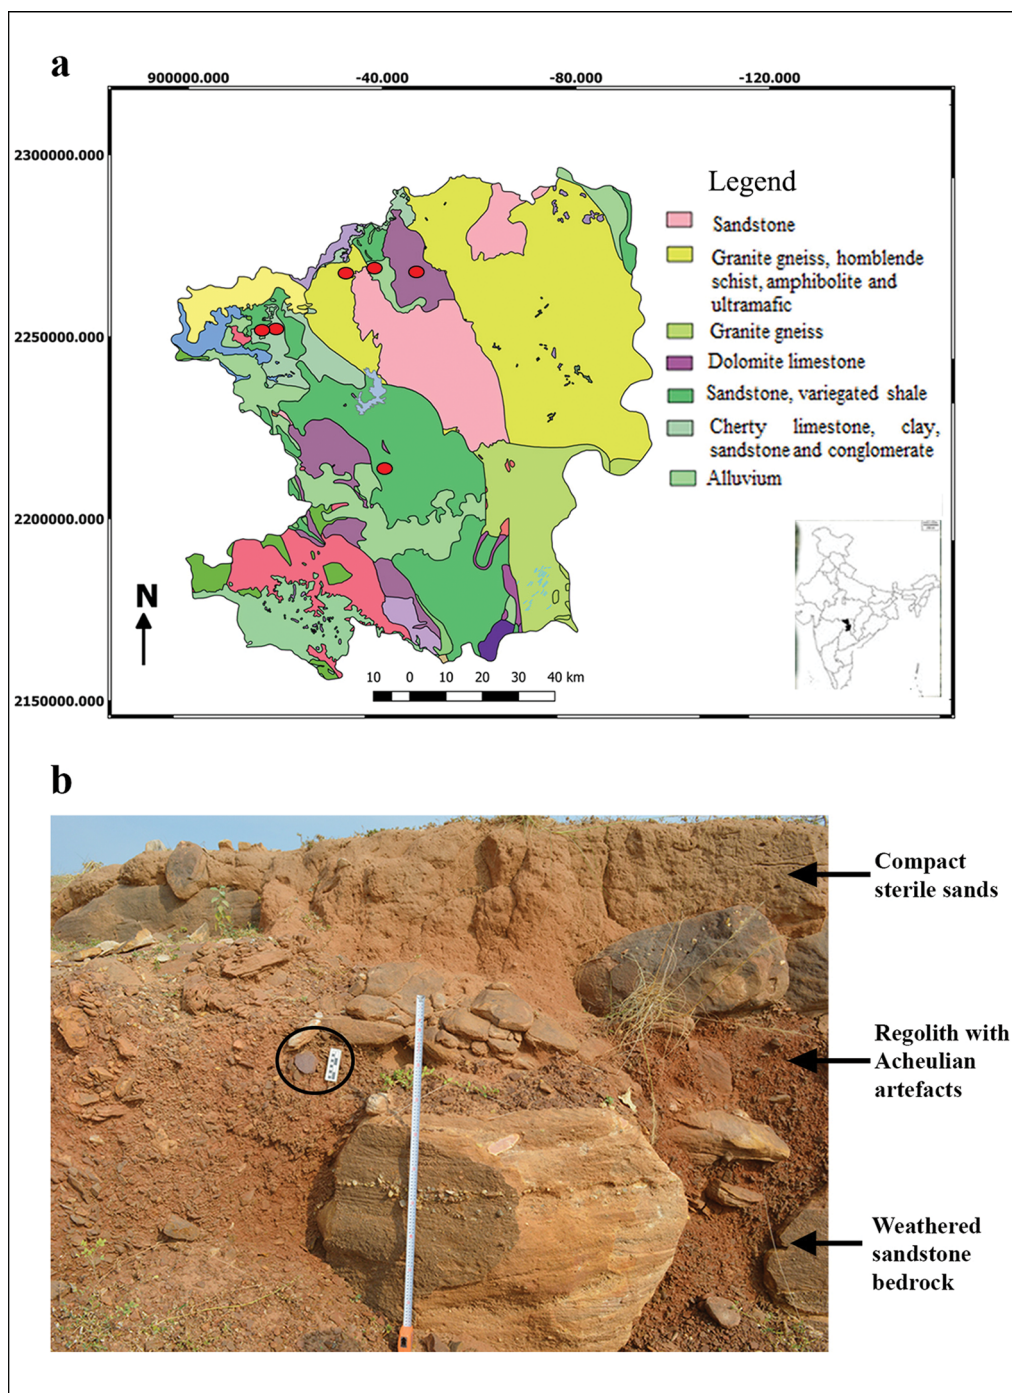 a
900000.000 -40.000 -80.000 -120.000
2300000.000
2250000.000
2200000.000
2150000.000
Legend
Sandstone
Granite gneiss, homblende
schist, amphibolite and
ultramafic
Granite gneiss
Dolomite limestone
Sandstone, variegated shale
Cherty limestone, clay,
sandstone and conglomerate
Alluvium
N
10 0 10 20 30 40 km
b
Compact
sterile sands
Regolith with
Acheulian
artefacts
Weathered
sandstone
bedrock